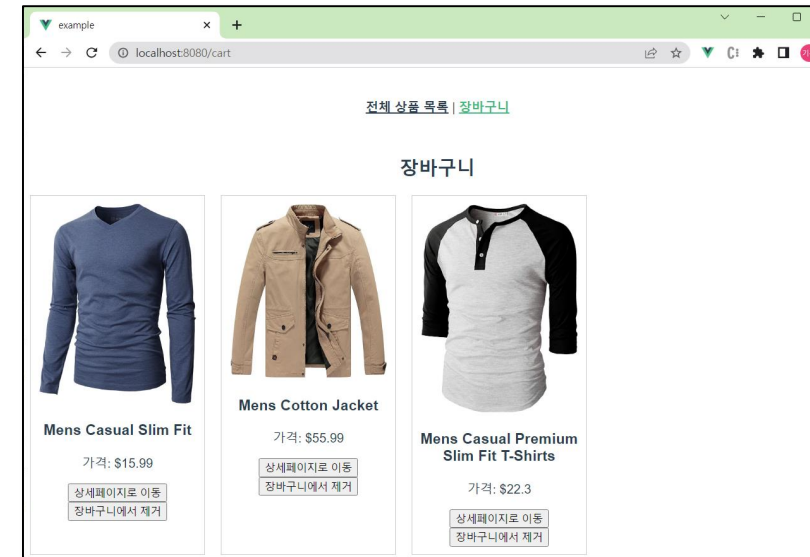 example
localhost:8080/cart
전체 상품 목록 | 장바구니
장바구니
Mens Casual Slim Fit
가격: $15.99
상세페이지로 이동
장바구니에서 제거
Mens Cotton Jacket
가격: $55.99
상세페이지로 이동
장바구니에서 제거
Mens Casual Premium
Slim Fit T-Shirts
가격: $22.3
상세페이지로 이동
장바구니에서 제거